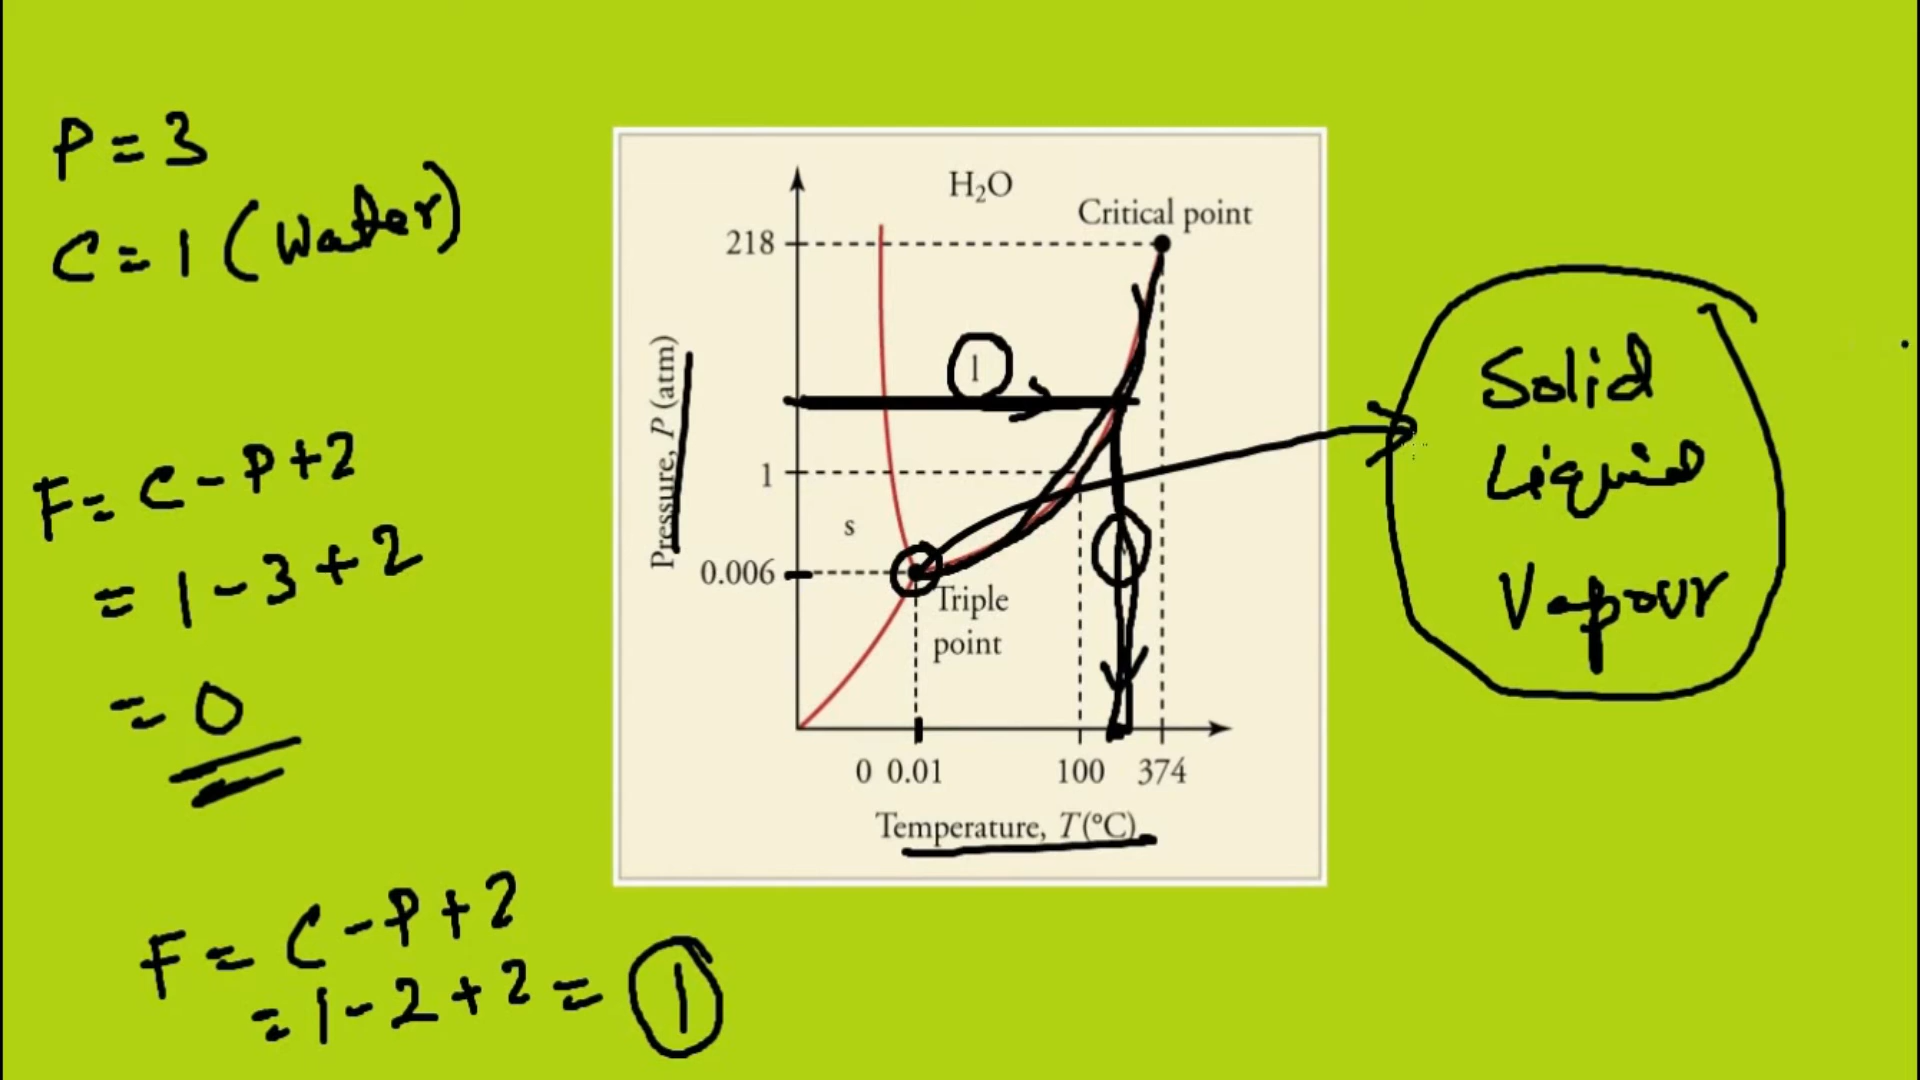 P = 3
C = 1 (Water)
F = C - P + 2
= 1 - 3 + 2
= 0
F = C - P + 2
= 1 - 2 + 2 = 1
H₂O
Critical point
218
l
1
s
0.006
Triple
point
0 0.01 100 374
Temperature, T (°C)
Pressure, P (atm)
Solid
Liquid
Vapour